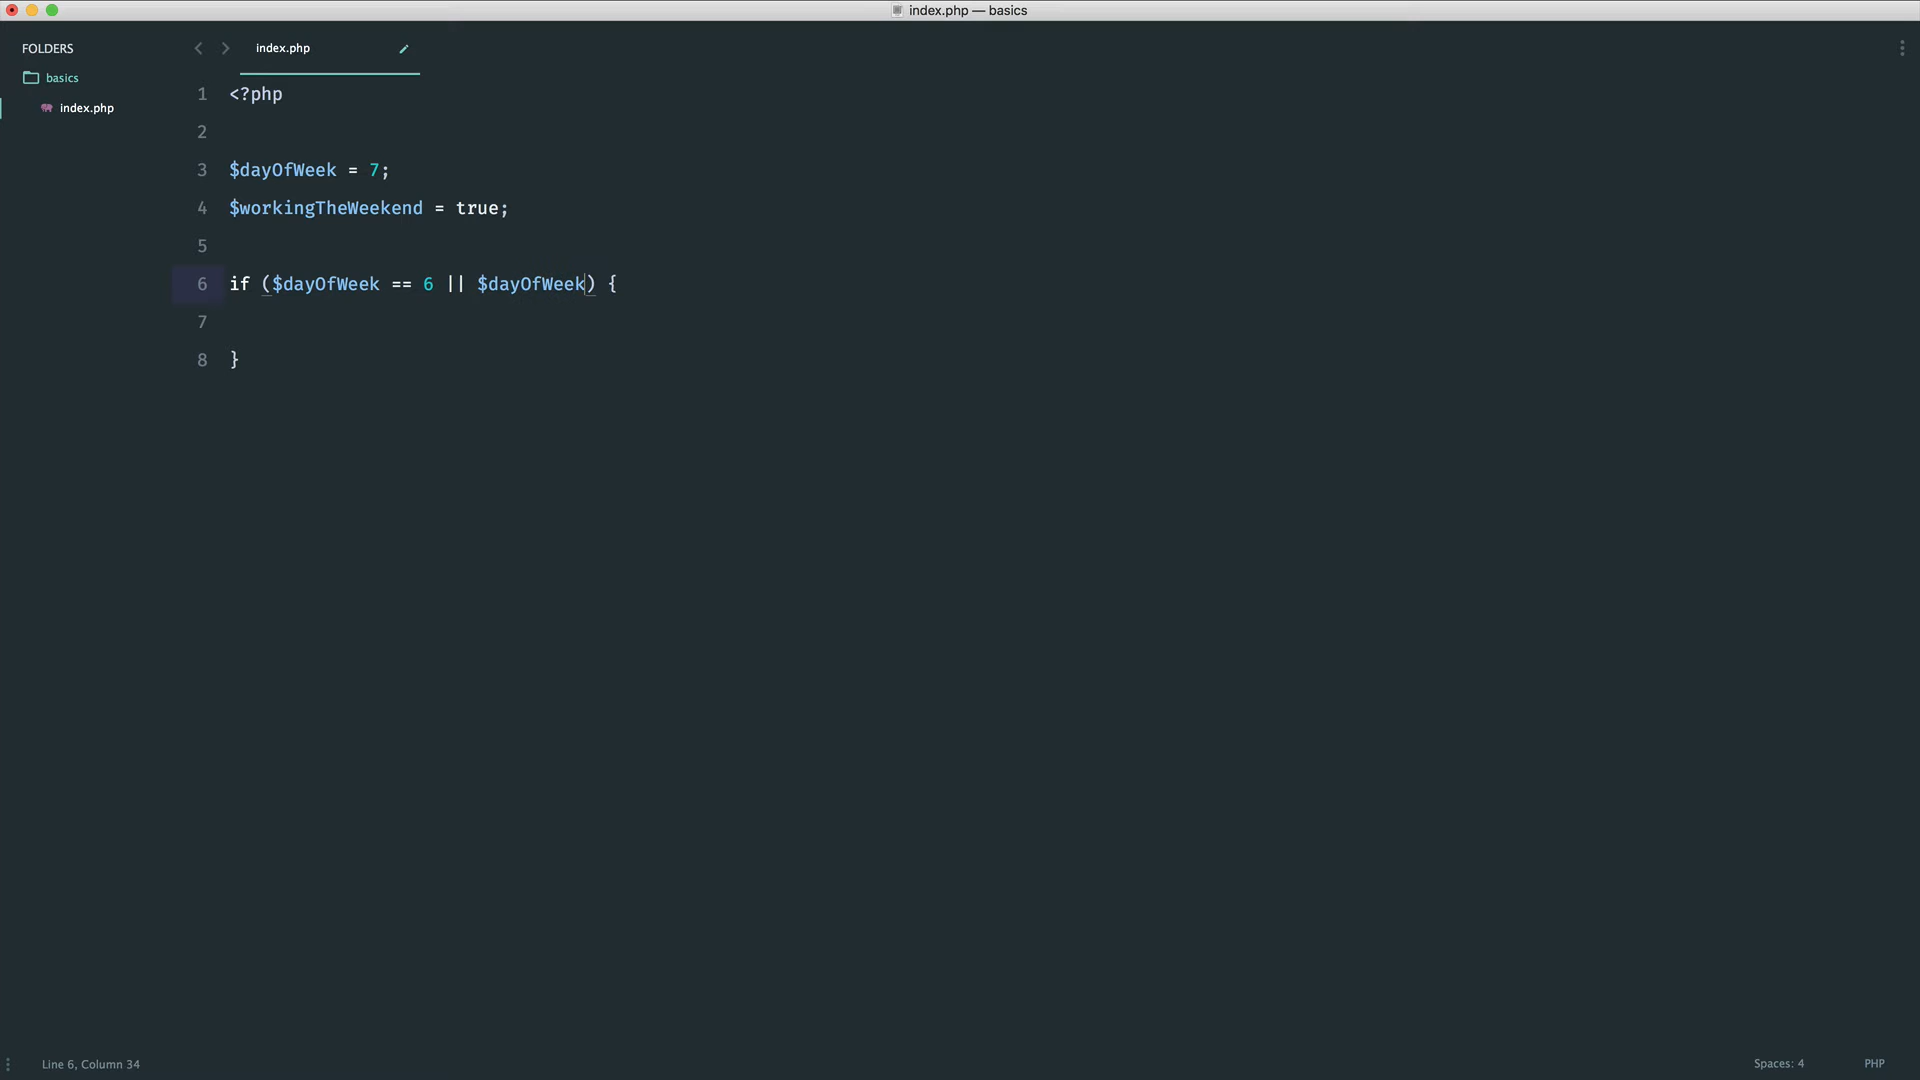 index.php — basics
FOLDERS
basics
index.php
index.php
1 <?php
2
3 $dayOfWeek = 7;
4 $workingTheWeekend = true;
5
6 if ($dayOfWeek == 6 || $dayOfWeek) {
7
8 }
Line 6, Column 34
Spaces: 4
PHP